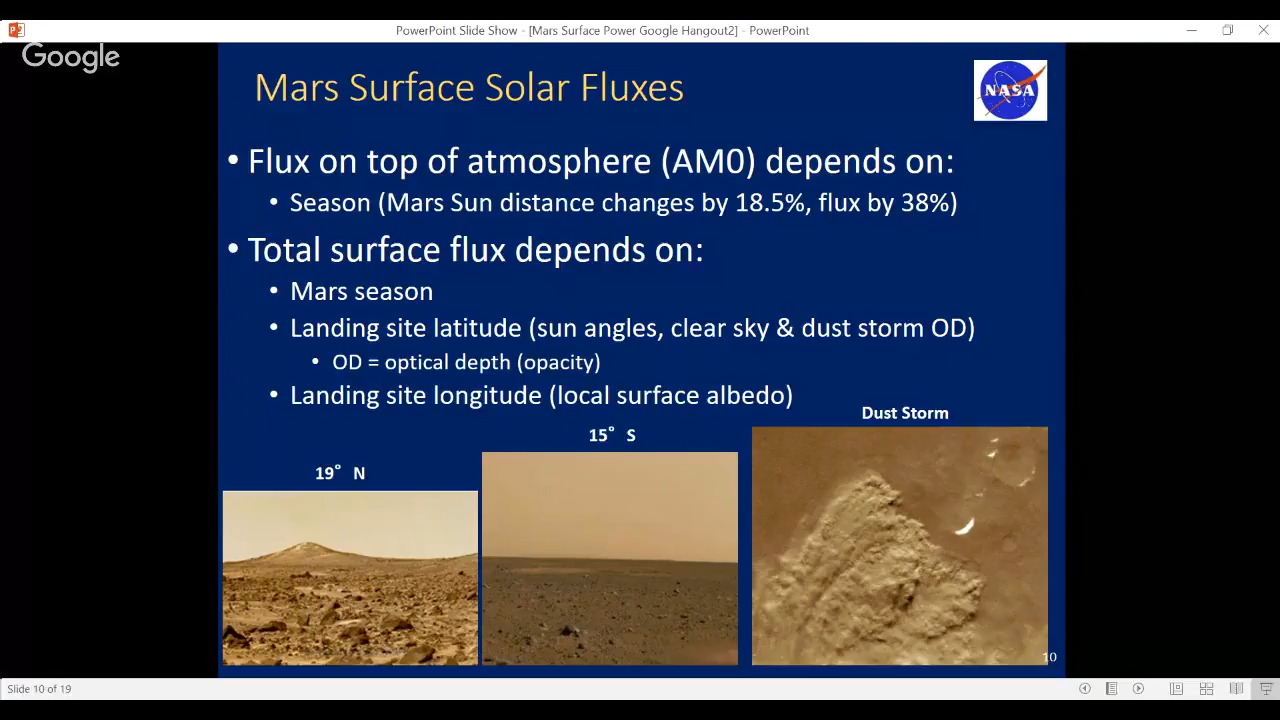 PowerPoint Slide Show - [Mars Surface Power Google Hangout2] - PowerPoint
Google
Mars Surface Solar Fluxes
NASA
• Flux on top of atmosphere (AM0) depends on:
• Season (Mars Sun distance changes by 18.5%, flux by 38%)
• Total surface flux depends on:
• Mars season
• Landing site latitude (sun angles, clear sky & dust storm OD)
• OD = optical depth (opacity)
• Landing site longitude (local surface albedo)
Dust Storm
15° S
19° N
10
Slide 10 of 19